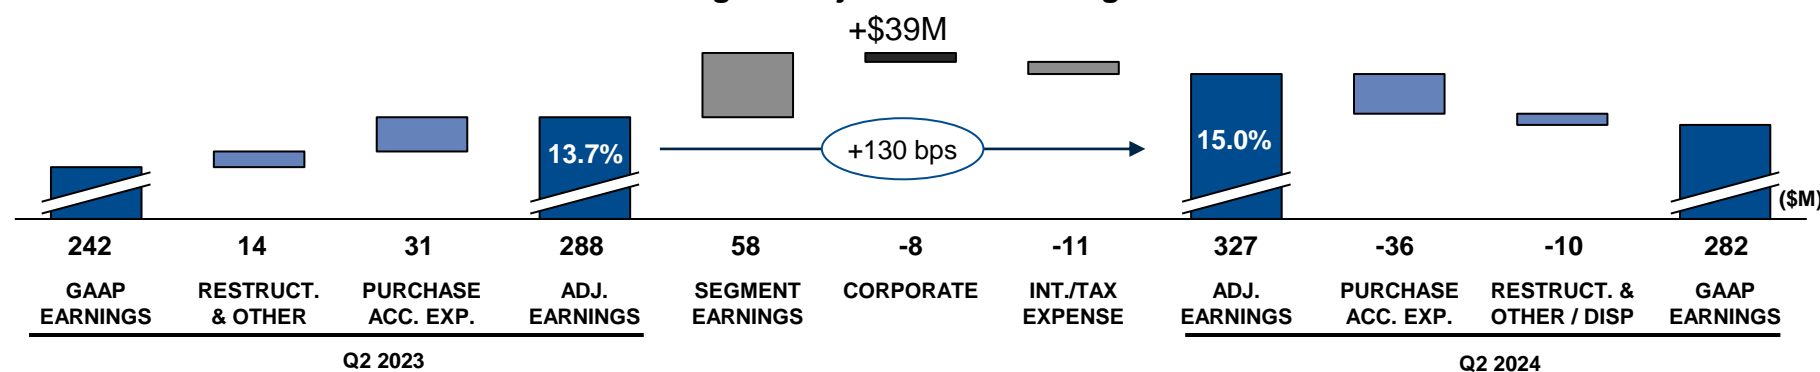 +$39M
13.7%
+130 bps
15.0%
($M)
242 14 31 288 58 -8 -11 327 -36 -10 282
GAAP RESTRUCT. PURCHASE ADJ. SEGMENT CORPORATE INT./TAX ADJ. PURCHASE RESTRUCT. & GAAP
EARNINGS & OTHER ACC. EXP. EARNINGS EARNINGS EXPENSE EARNINGS ACC. EXP. OTHER / DISP EARNINGS
Q2 2023 Q2 2024